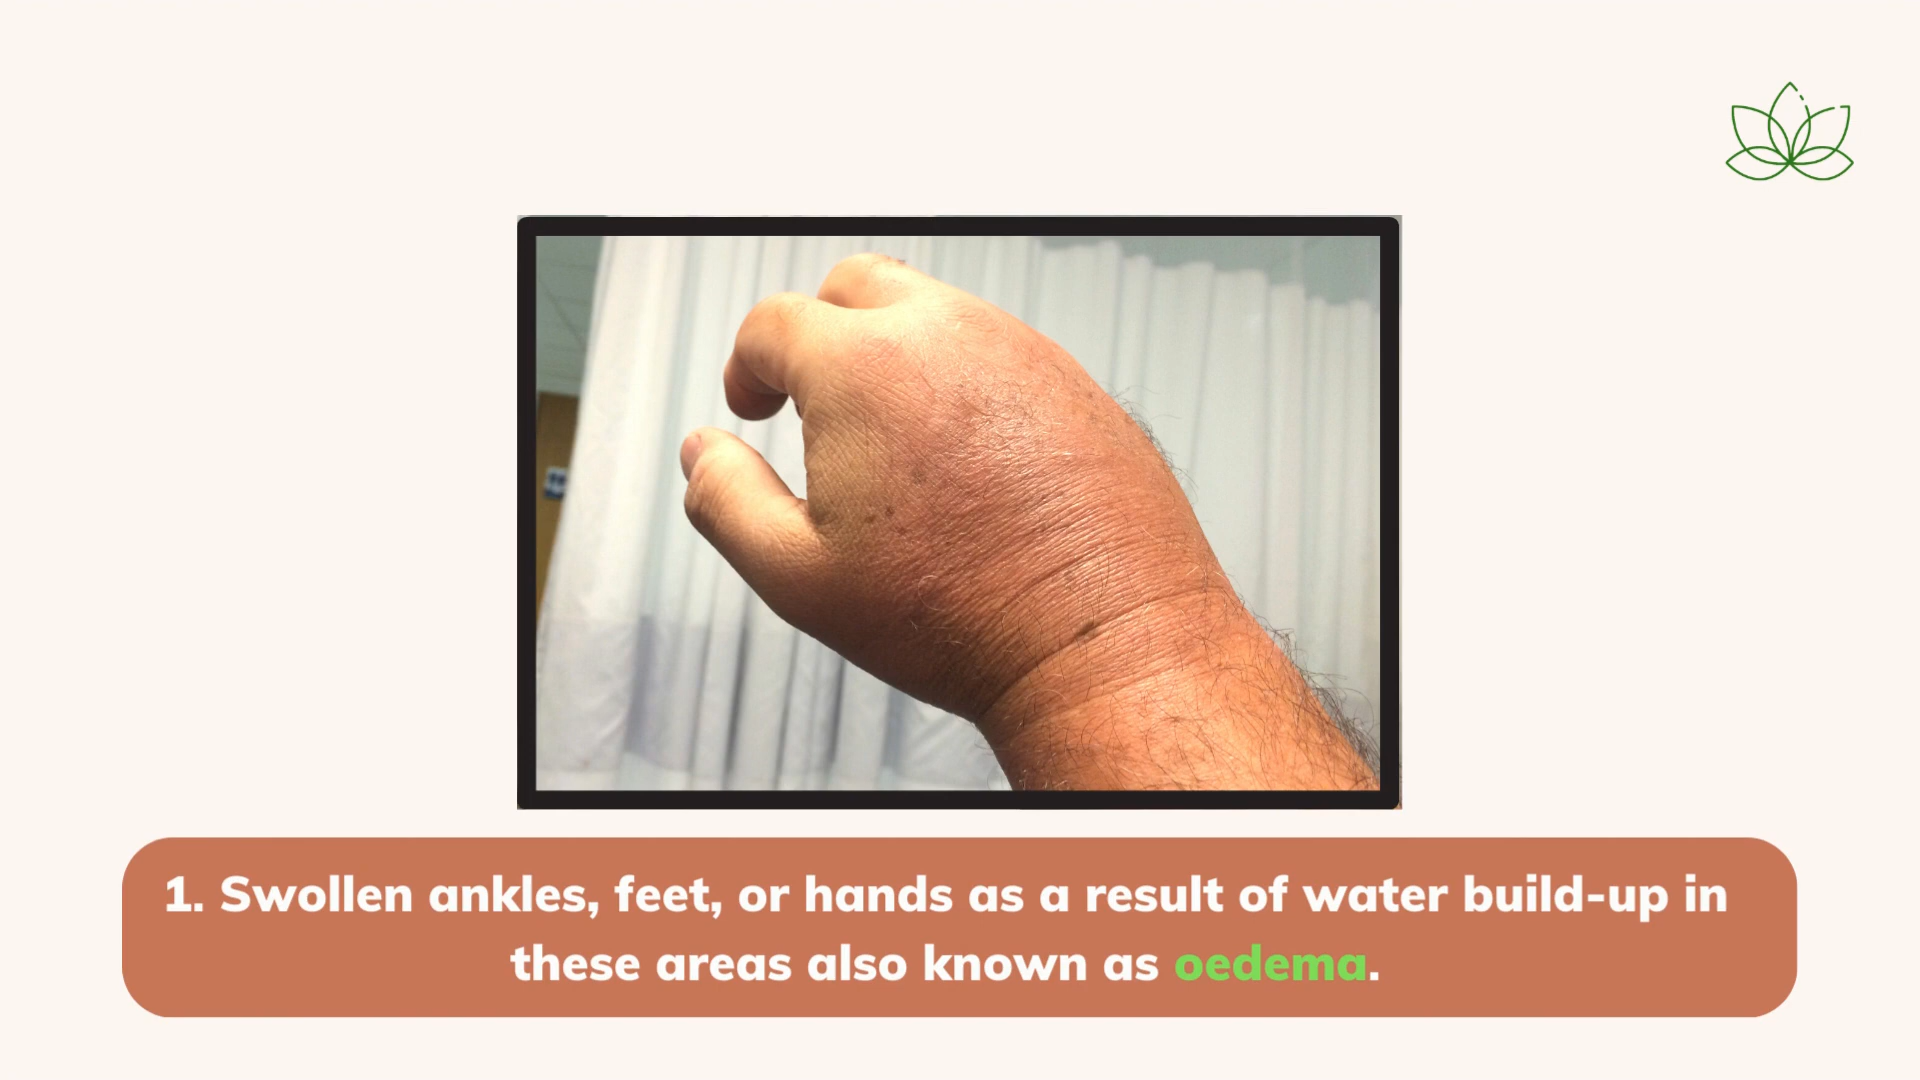 1. Swollen ankles, feet, or hands as a result of water build-up in
these areas also known as oedema.